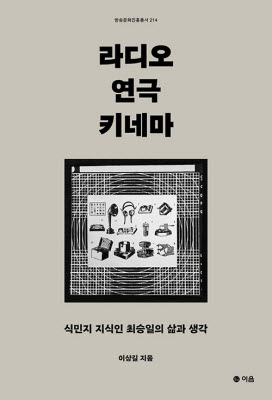 방송문화진흥총서 214
라디오
연극
키네마
식민지 지식인 최승일의 삶과 생각
이상길 지음
이음